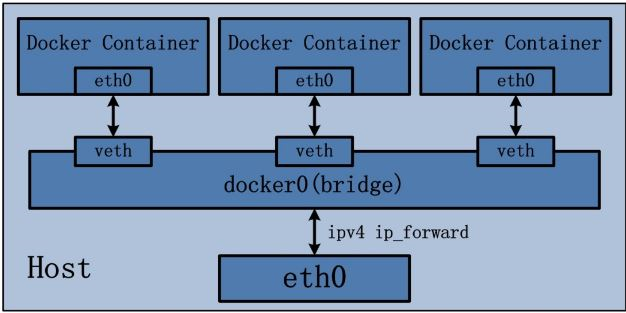 Docker Container Docker Container Docker Container
eth0 eth0 eth0
veth veth veth
docker0(bridge)
ipv4 ip_forward
Host
eth0